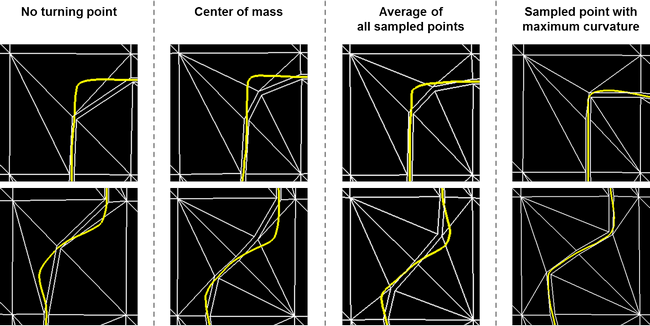 No turning point
Center of mass
Average of
all sampled points
Sampled point with
maximum curvature